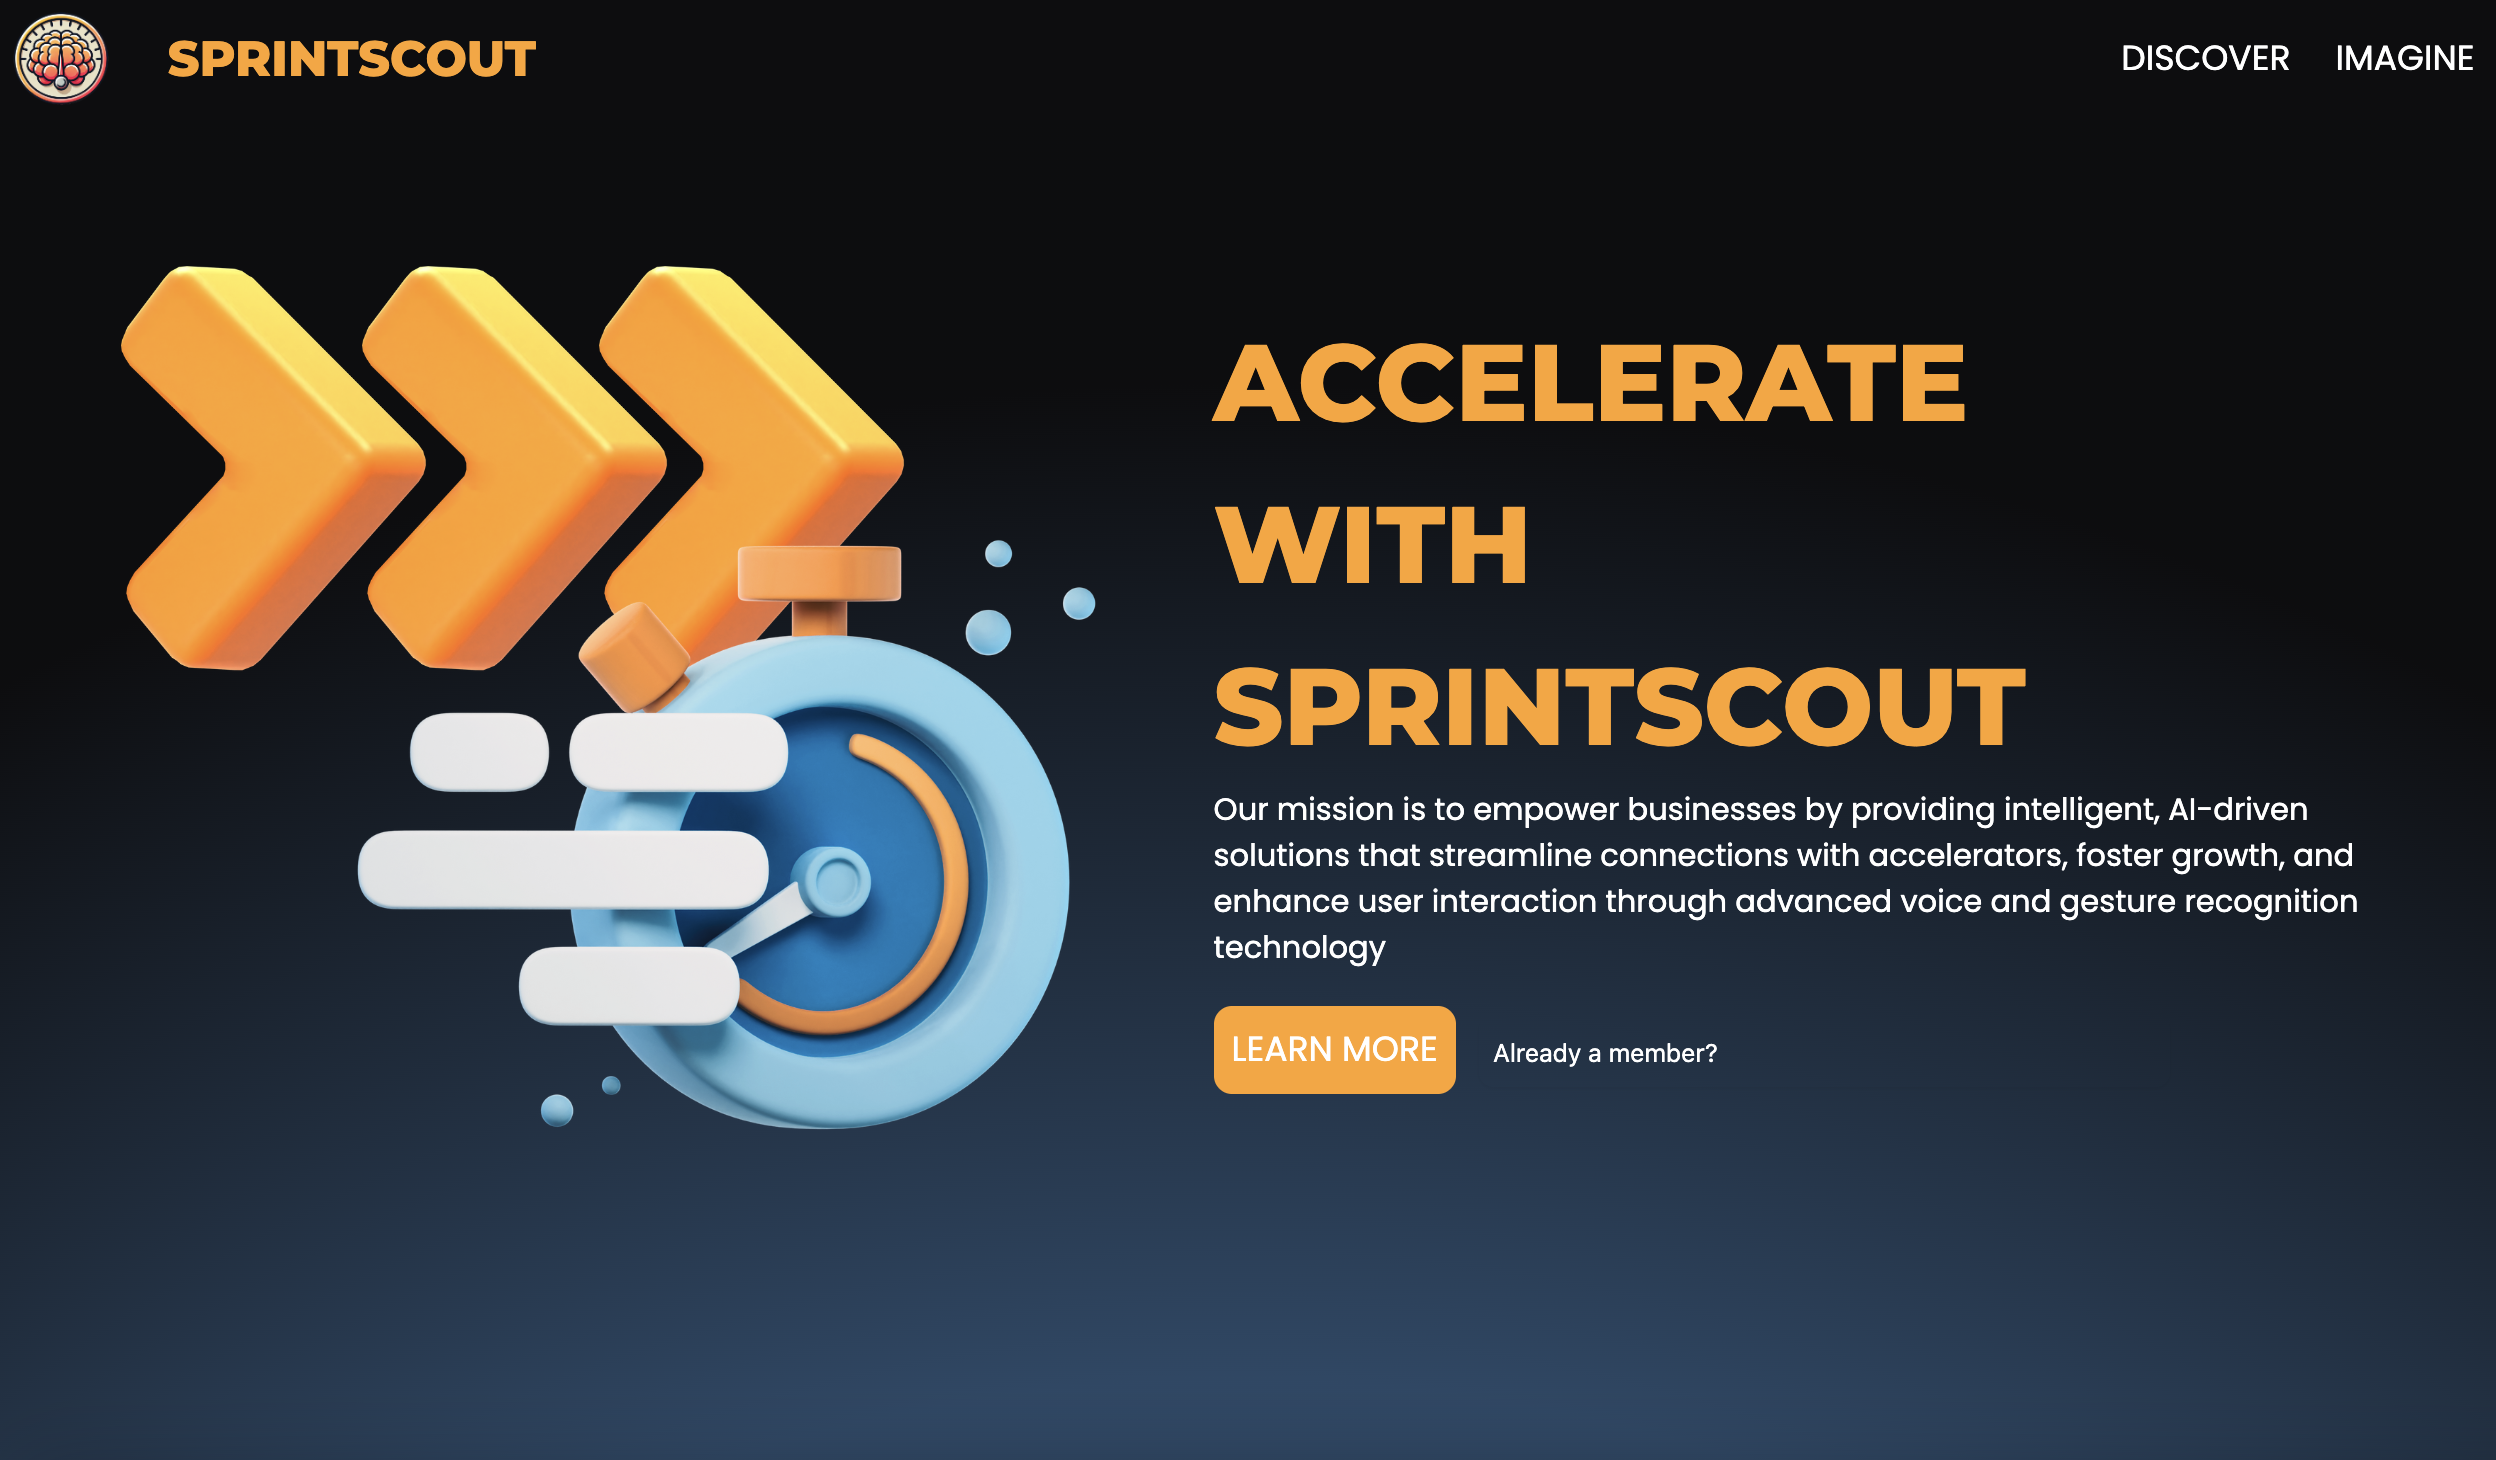 SPRINTSCOUT
DISCOVER
IMAGINE
ACCELERATE
WITH
SPRINTSCOUT
Our mission is to empower businesses by providing intelligent, AI-driven
solutions that streamline connections with accelerators, foster growth, and
enhance user interaction through advanced voice and gesture recognition
technology
LEARN MORE
Already a member?